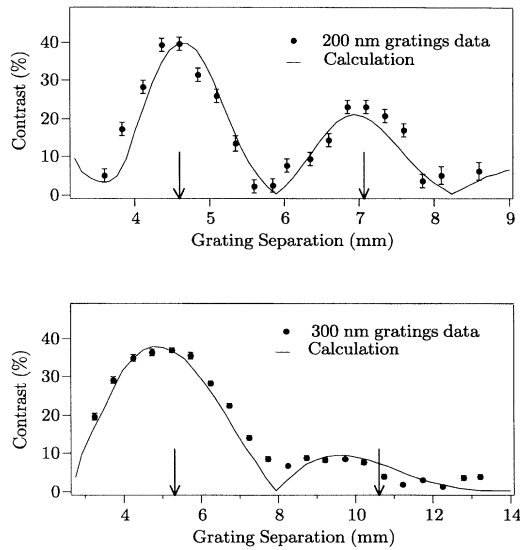 200 nm gratings data
Calculation
Contrast (%)
40
30
20
10
0
4
5
6
7
8
9
Grating Separation (mm)
300 nm gratings data
Calculation
Contrast (%)
40
30
20
10
0
4
6
8
10
12
14
Grating Separation (mm)